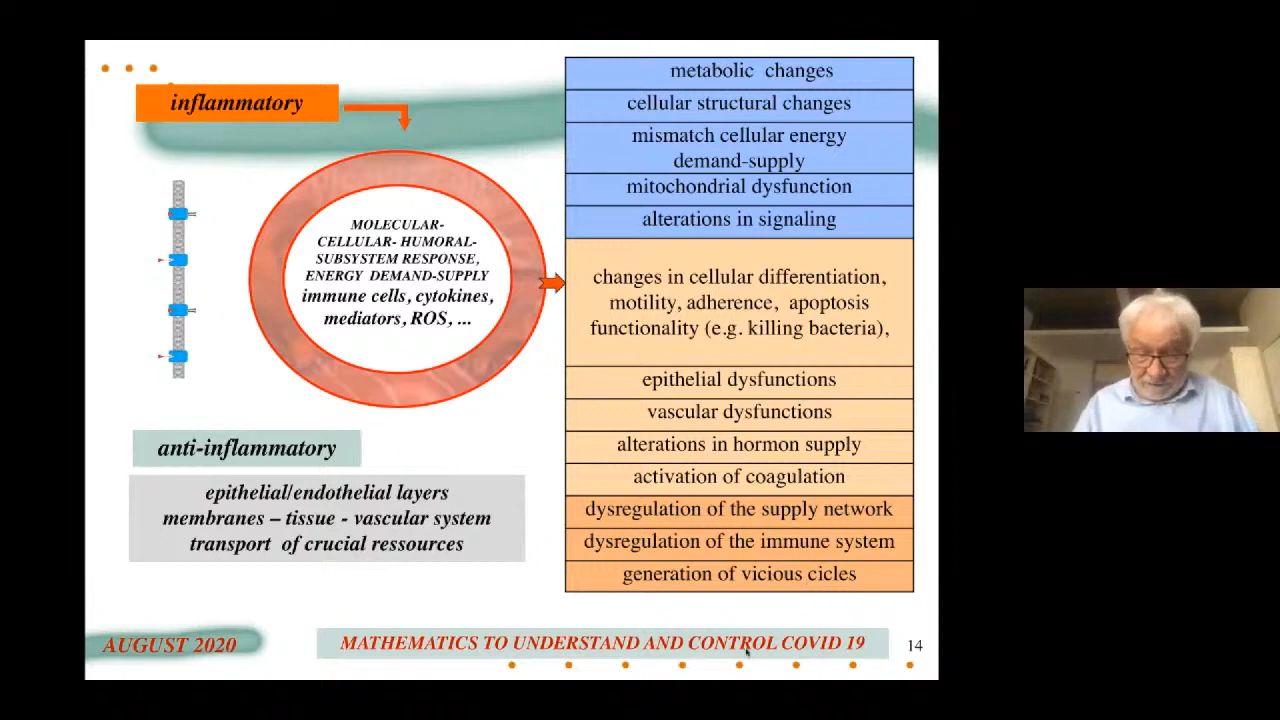 inflammatory
MOLECULAR-
CELLULAR- HUMORAL-
SUBSYSTEM RESPONSE,
ENERGY DEMAND-SUPPLY
immune cells, cytokines,
mediators, ROS, ...
anti-inflammatory
epithelial/endothelial layers
membranes – tissue - vascular system
transport of crucial ressources
metabolic changes
cellular structural changes
mismatch cellular energy
demand-supply
mitochondrial dysfunction
alterations in signaling
changes in cellular differentiation,
motility, adherence, apoptosis
functionality (e.g. killing bacteria),
epithelial dysfunctions
vascular dysfunctions
alterations in hormon supply
activation of coagulation
dysregulation of the supply network
dysregulation of the immune system
generation of vicious cicles
AUGUST 2020
MATHEMATICS TO UNDERSTAND AND CONTROL COVID 19
14